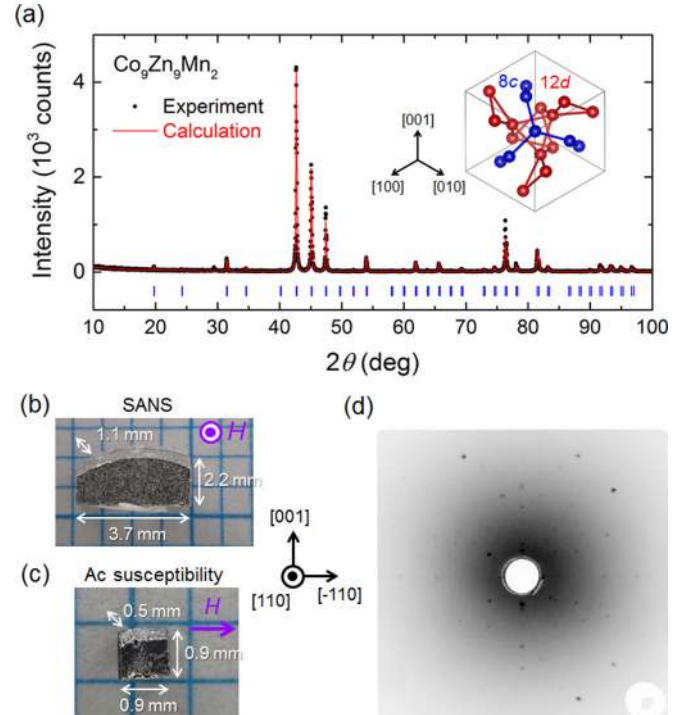 (a)
Co₉Zn₉Mn₂
Experiment
Calculation
8c 12d
[001]
[100] [010]
Intensity (10³ counts)
4
2
0
10 20 30 40 50 60 70 80 90 100
2θ (deg)
(b) SANS
1.1 mm
H
2.2 mm
3.7 mm
(c) Ac susceptibility
0.5 mm
H
0.9 mm
0.9 mm
[001]
[110] [-110]
(d)